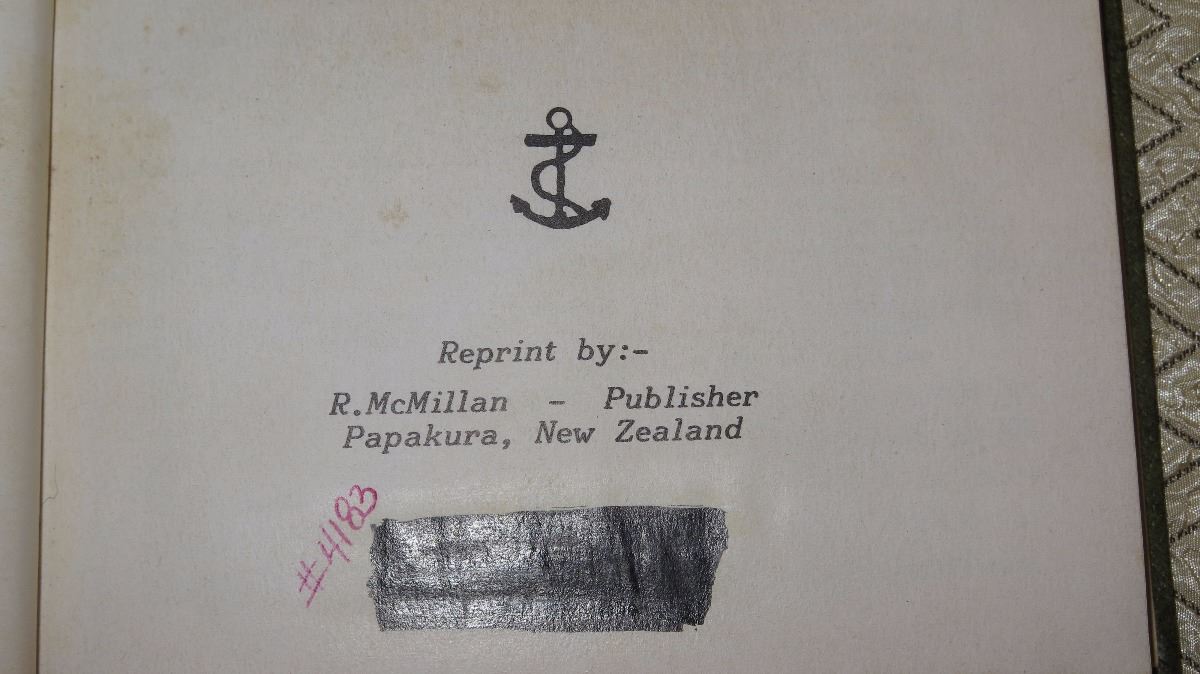 Reprint by:-
R.McMillan - Publisher
Papakura, New Zealand
#4183